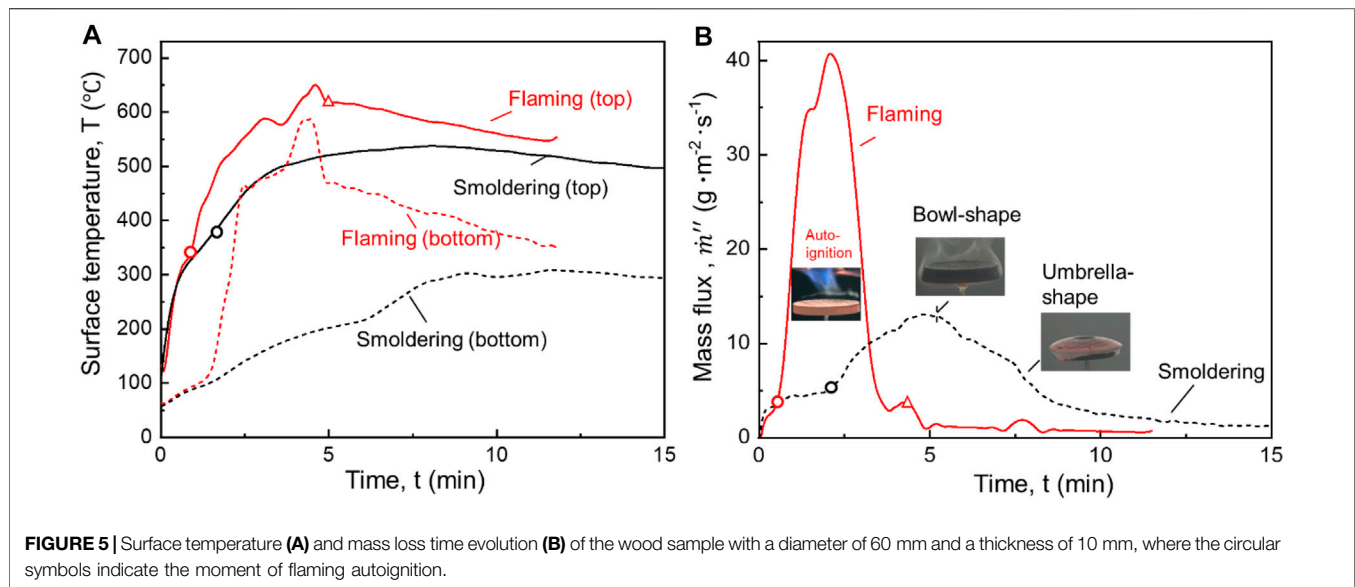 A
B
700
600
500
400
300
200
100
0
Surface temperature, T (°C)
Flaming (top)
Smoldering (top)
Flaming (bottom)
Smoldering (bottom)
0
5
10
15
Time, t (min)
40
30
20
10
0
Mass flux , ṁ'' (g ·m⁻² ·s⁻¹)
Flaming
Auto-
ignition
Bowl-shape
Umbrella-
shape
Smoldering
0
5
10
15
Time, t (min)
FIGURE 5 | Surface temperature (A) and mass loss time evolution (B) of the wood sample with a diameter of 60 mm and a thickness of 10 mm, where the circular
symbols indicate the moment of flaming autoignition.